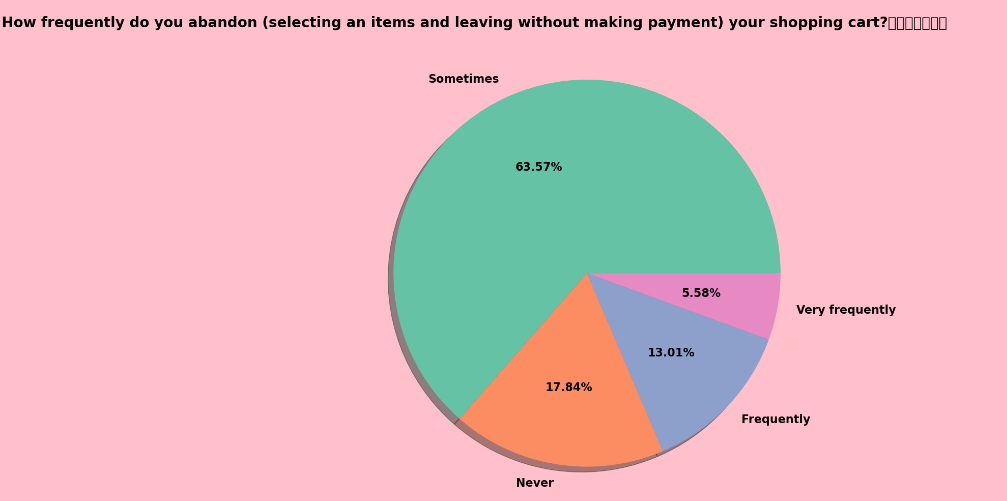 How frequently do you abandon (selecting an items and leaving without making payment) your shopping cart?
Sometimes
63.57%
5.58%
Very frequently
13.01%
17.84%
Frequently
Never